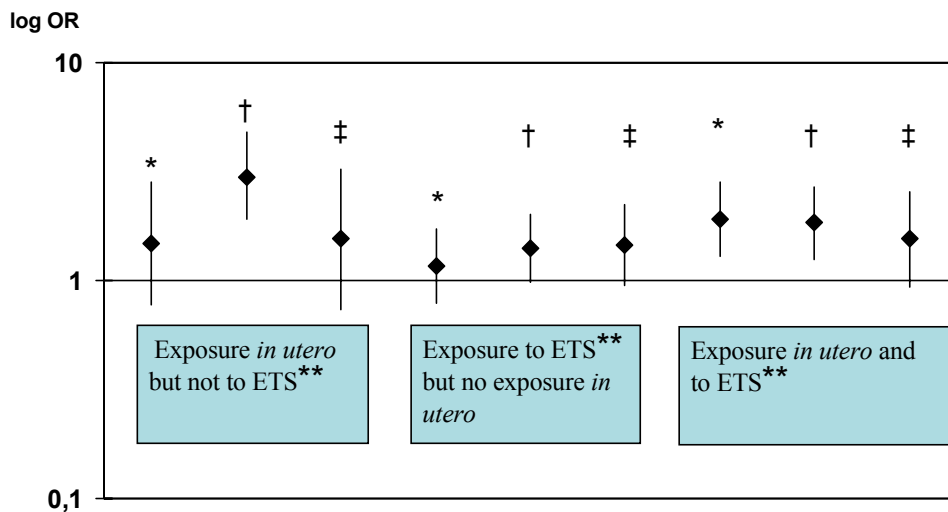 log OR
10
* † ‡ * † ‡ * † ‡
1
Exposure in utero
but not to ETS**
Exposure to ETS**
but no exposure in
utero
Exposure in utero and
to ETS**
0,1